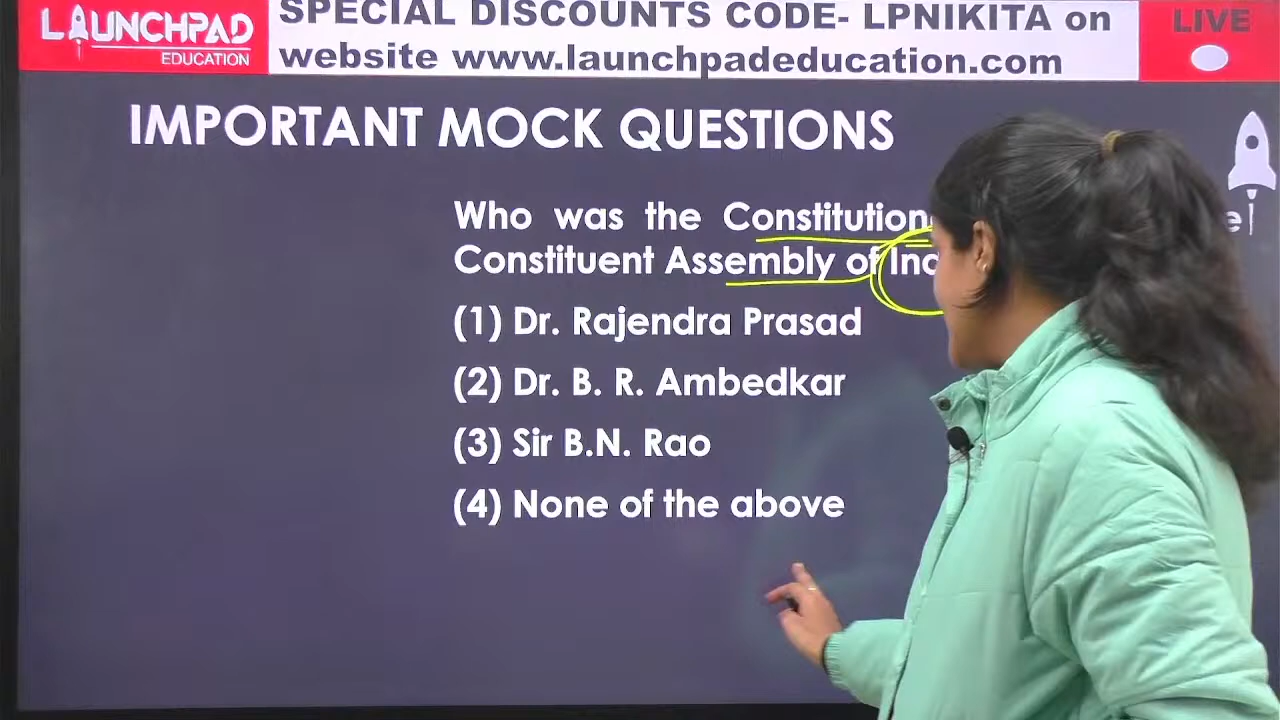 LAUNCHPAD
EDUCATION
SPECIAL DISCOUNTS CODE- LPNIKITA on
website www.launchpadeducation.com
LIVE
IMPORTANT MOCK QUESTIONS
Who was the Constitution
Constituent Assembly of
(1) Dr. Rajendra Prasad
(2) Dr. B. R. Ambedkar
(3) Sir B.N. Rao
(4) None of the above